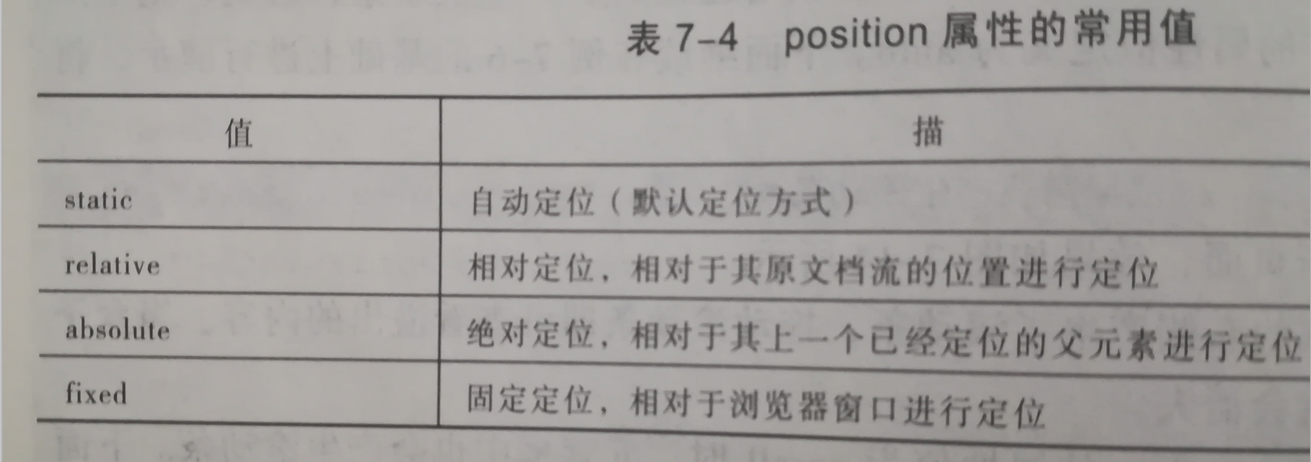 表 7-4 position 属性的常用值
值 描
static 自动定位（默认定位方式）
relative 相对定位，相对于其原文档流的位置进行定位
absolute 绝对定位，相对于其上一个已经定位的父元素进行定位
fixed 固定定位，相对于浏览器窗口进行定位